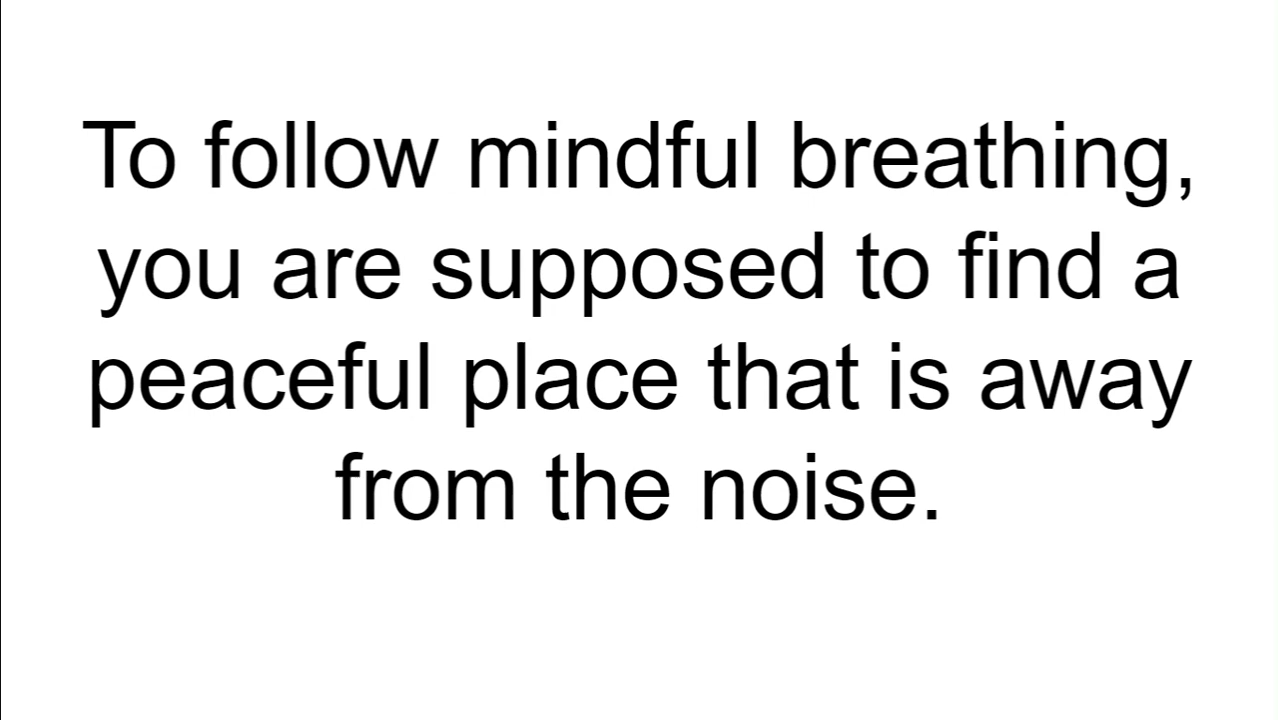 To follow mindful breathing,
you are supposed to find a
peaceful place that is away
from the noise.